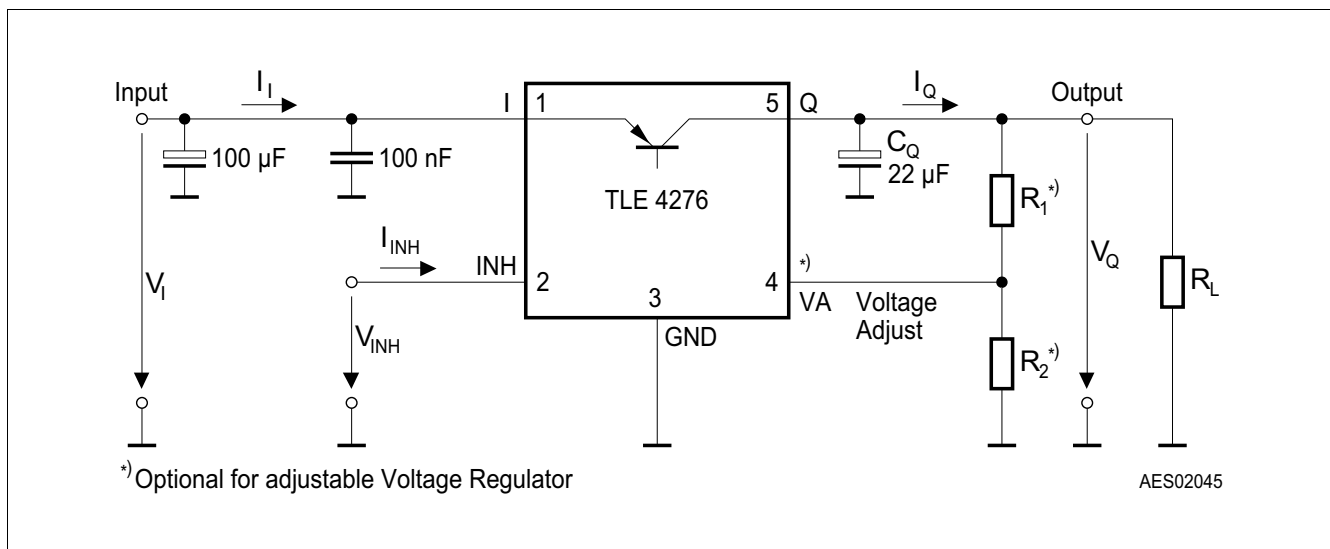 Input
I_I
I
1
5
Q
I_Q
Output
100 µF
100 nF
TLE 4276
C_Q
22 µF
R_1*)
I_INH
INH
2
3
4
*)
VA
Voltage
Adjust
GND
V_I
V_INH
R_2*)
V_Q
R_L
*)Optional for adjustable Voltage Regulator
AES02045